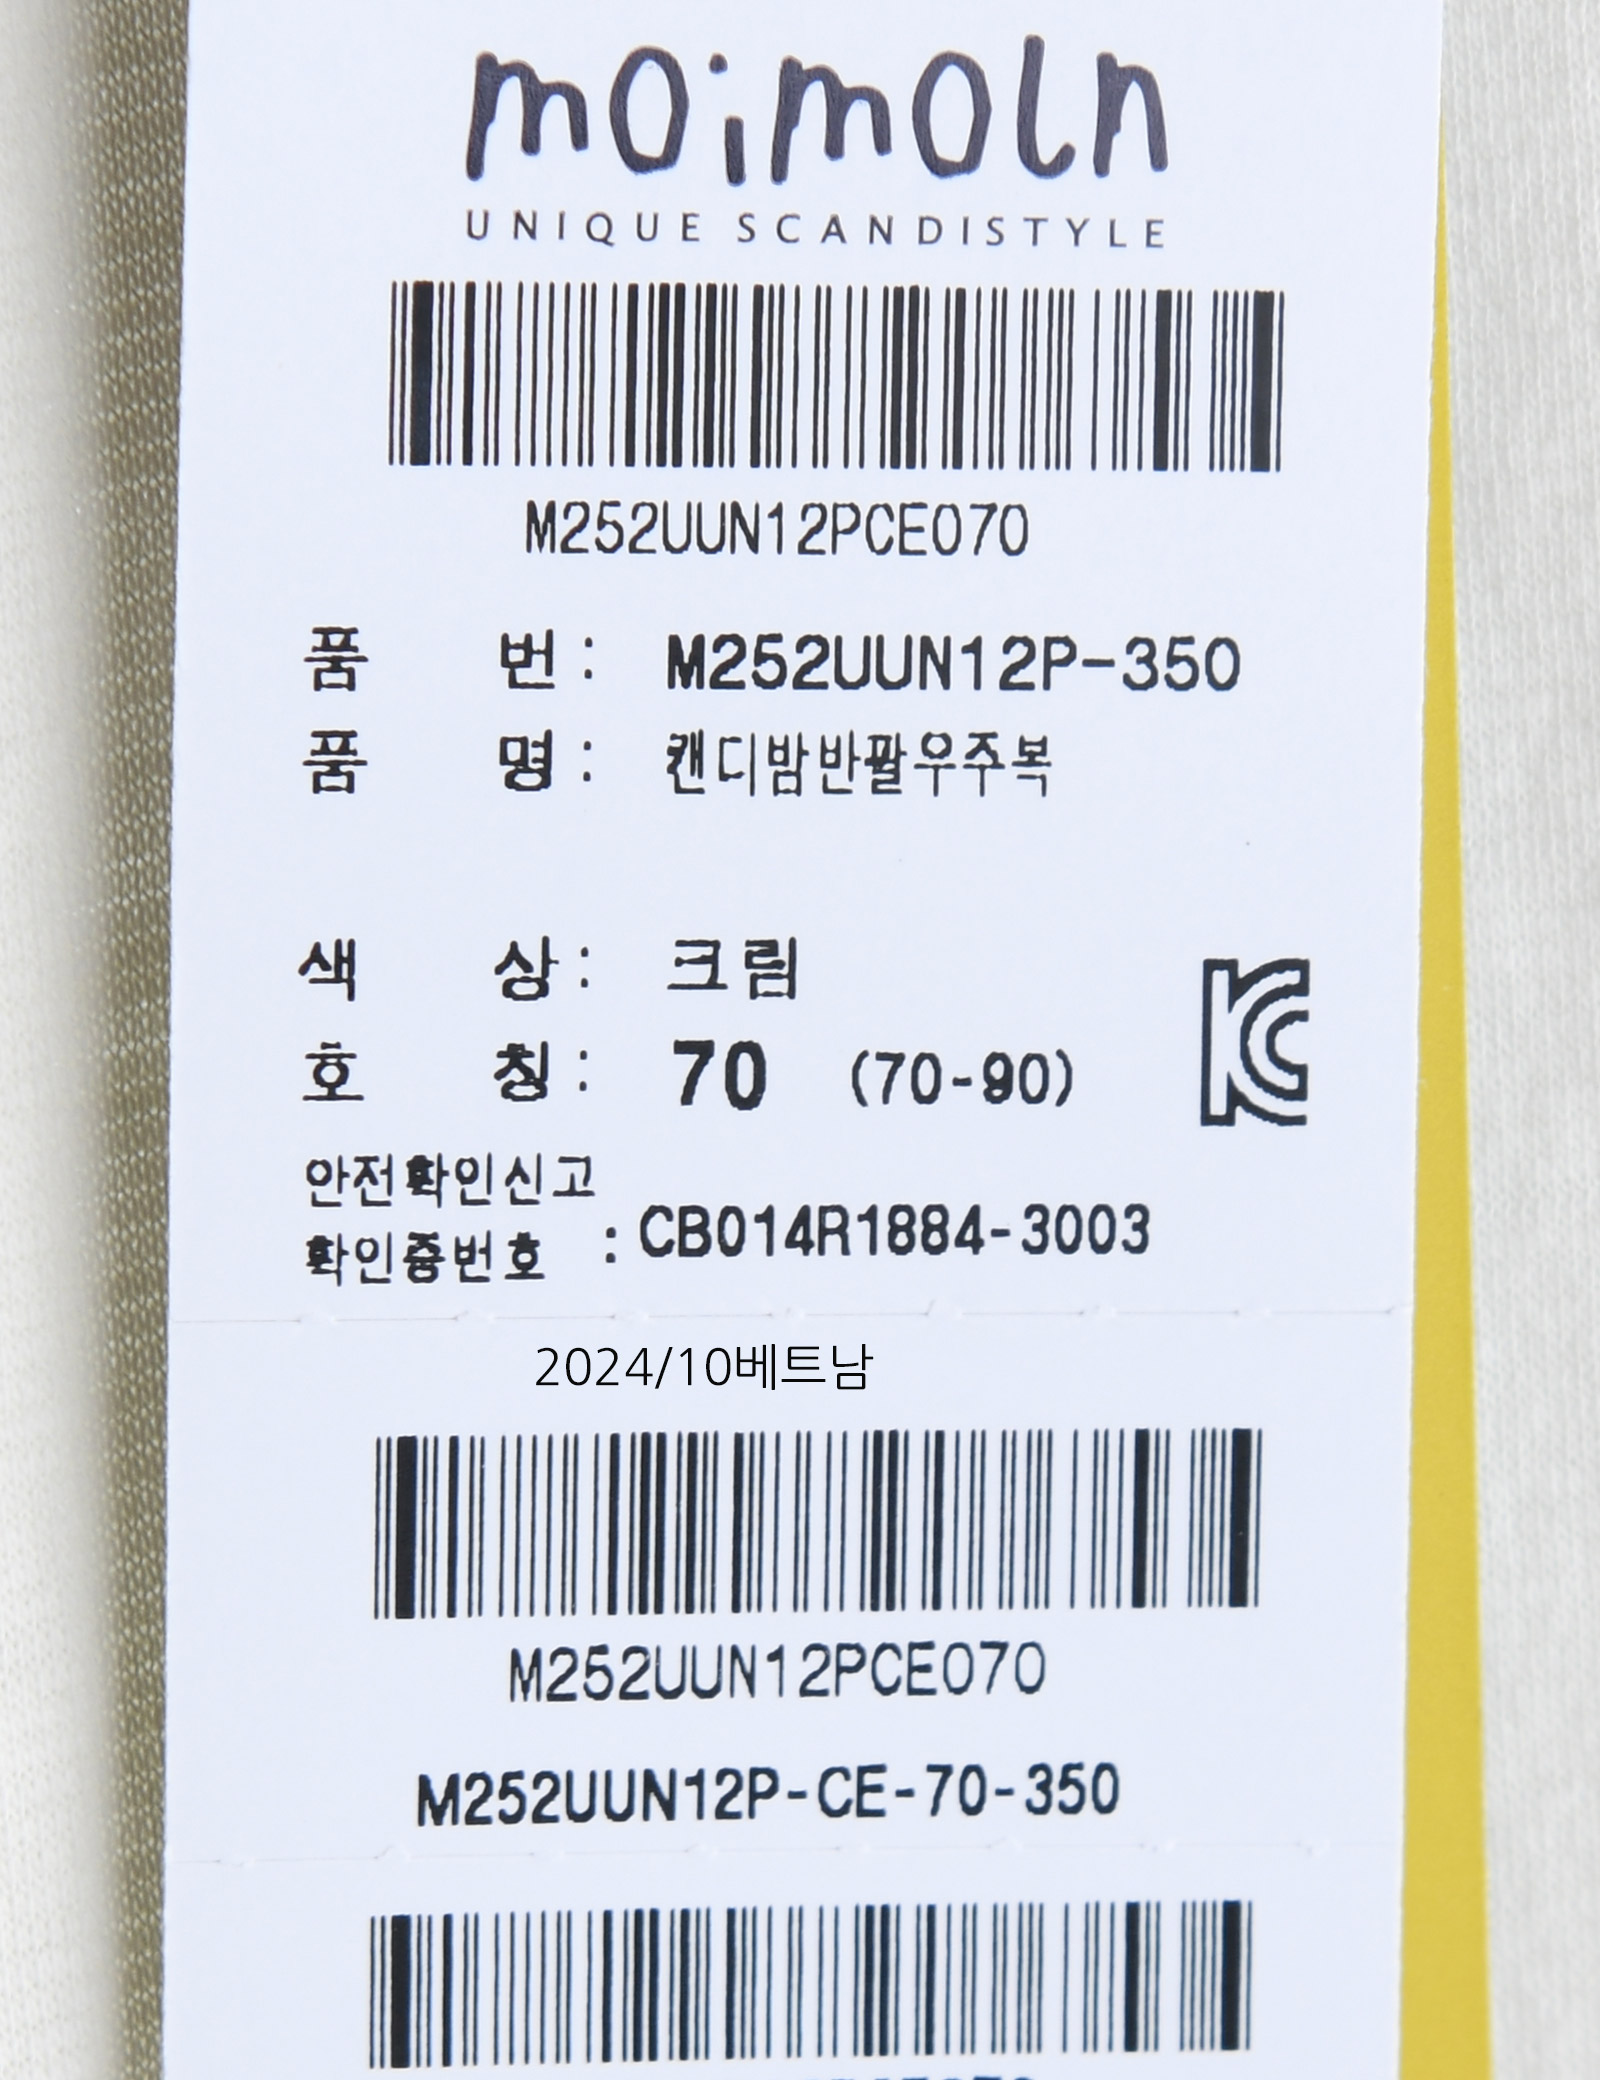 moimoln
UNIQUE SCANDISTYLE
M252UUN12PCE070
품 번 : M252UUN12P-350
품 명 : 캔디밤반팔우주복
색 상 : 크림
호 칭 : 70 (70-90)
안전확인신고
확인증번호 : CB014R1884-3003
2024/10베트남
M252UUN12PCE070
M252UUN12P-CE-70-350